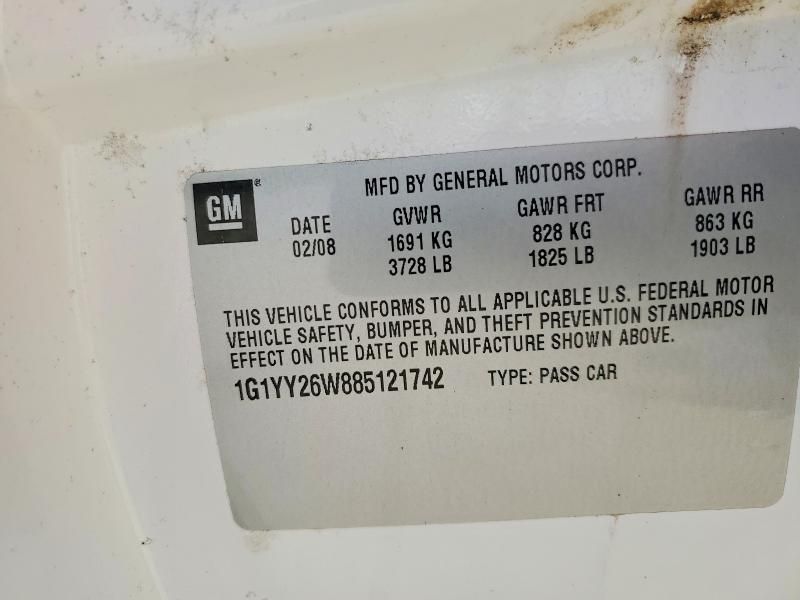 MFD BY GENERAL MOTORS CORP.
GM®
DATE GVWR GAWR FRT GAWR RR
02/08 1691 KG 828 KG 863 KG
3728 LB 1825 LB 1903 LB
THIS VEHICLE CONFORMS TO ALL APPLICABLE U.S. FEDERAL MOTOR
VEHICLE SAFETY, BUMPER, AND THEFT PREVENTION STANDARDS IN
EFFECT ON THE DATE OF MANUFACTURE SHOWN ABOVE.
1G1YY26W885121742 TYPE: PASS CAR